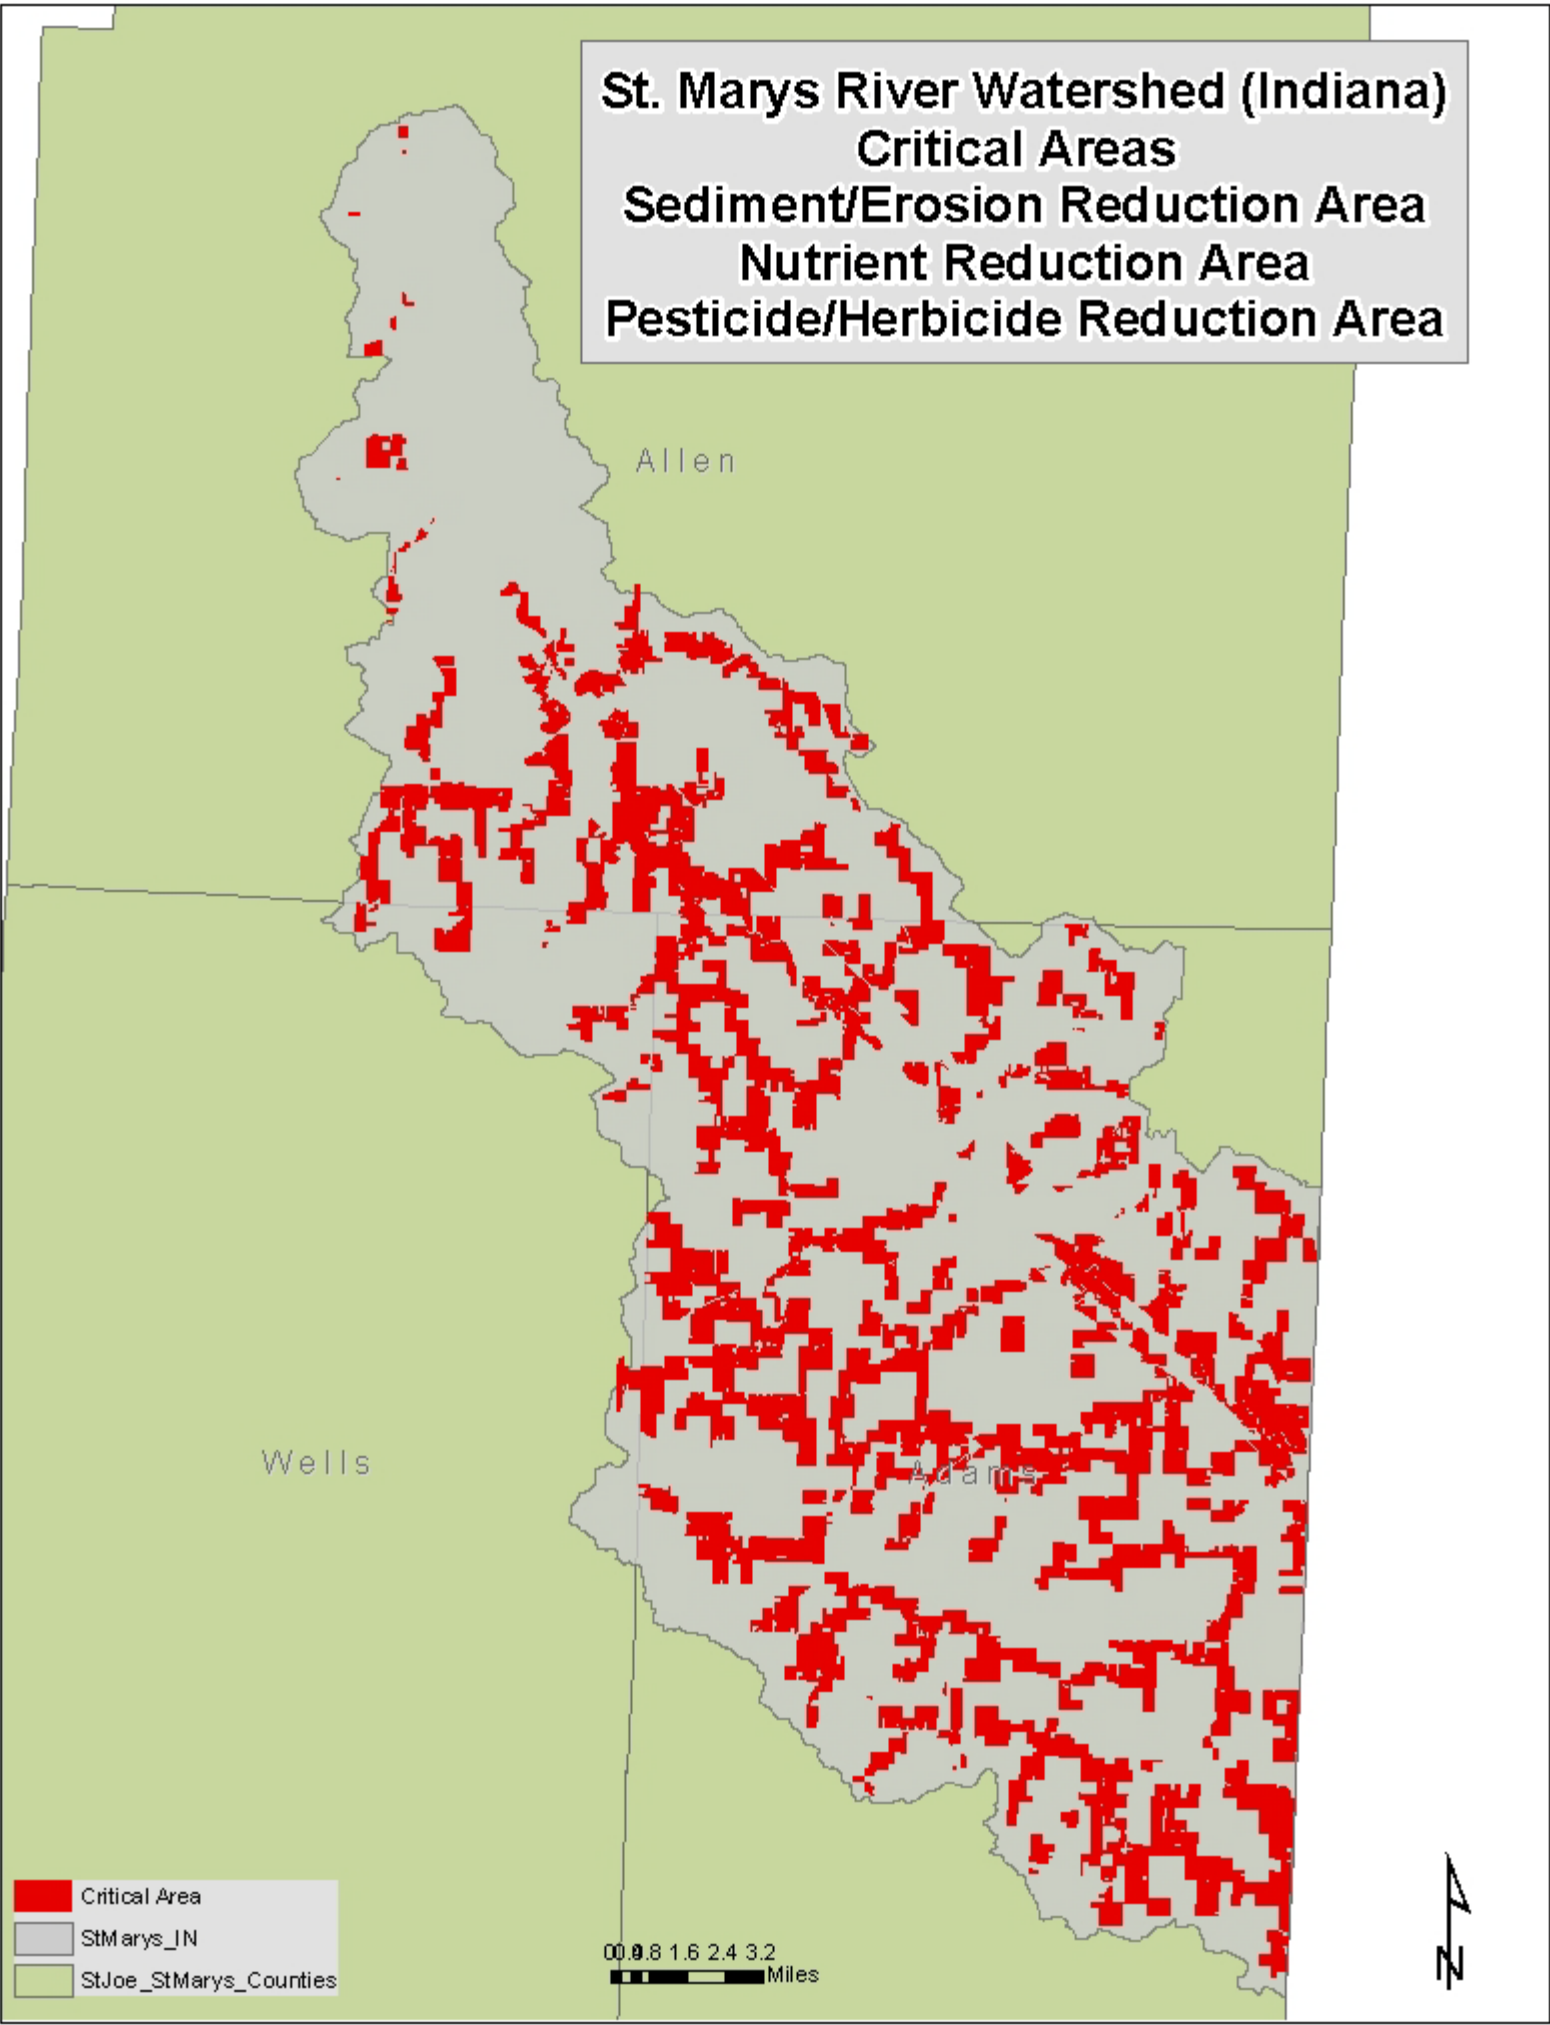 St. Marys River Watershed (Indiana)
Critical Areas
Sediment/Erosion Reduction Area
Nutrient Reduction Area
Pesticide/Herbicide Reduction Area
Allen
Wells
Adams
Critical Area
StMarys_IN
StJoe_StMarys_Counties
1.6 2.4 3.2
Miles
N